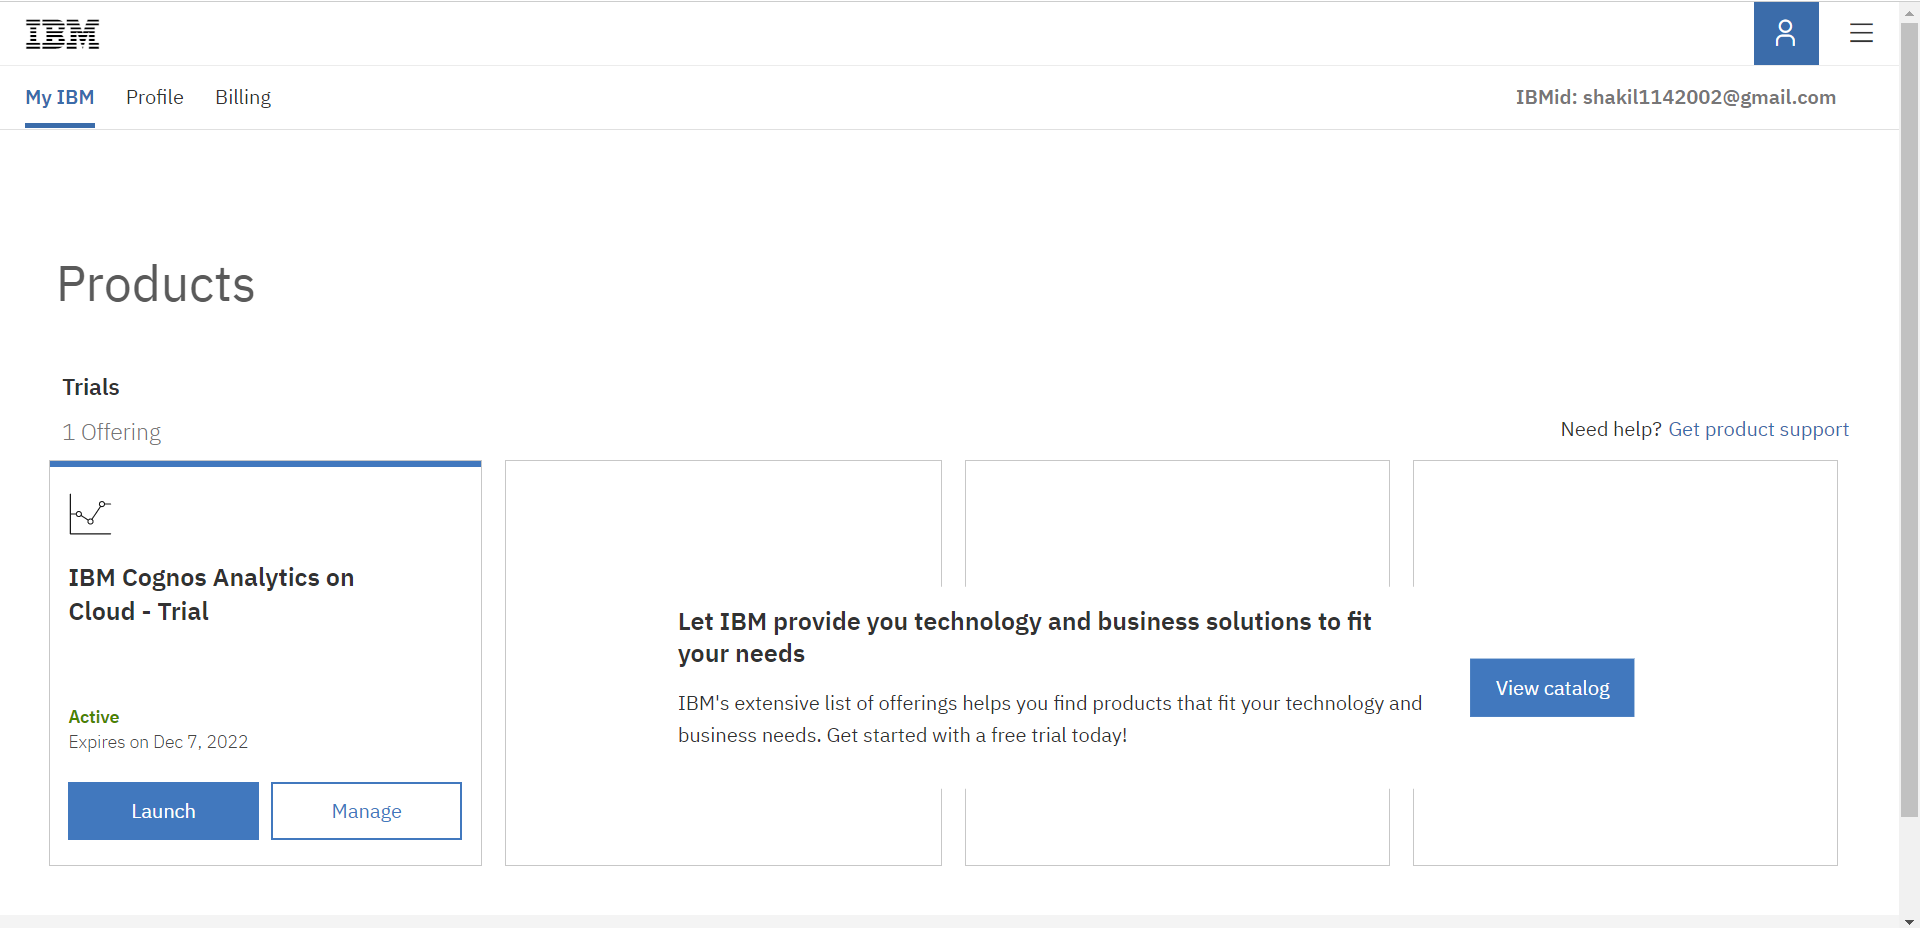 IBM
My IBM Profile Billing IBMid: shakil1142002@gmail.com
Products
Trials
1 Offering
Need help? Get product support
IBM Cognos Analytics on
Cloud - Trial
Active
Expires on Dec 7, 2022
Launch Manage
Let IBM provide you technology and business solutions to fit
your needs
IBM's extensive list of offerings helps you find products that fit your technology and
business needs. Get started with a free trial today!
View catalog